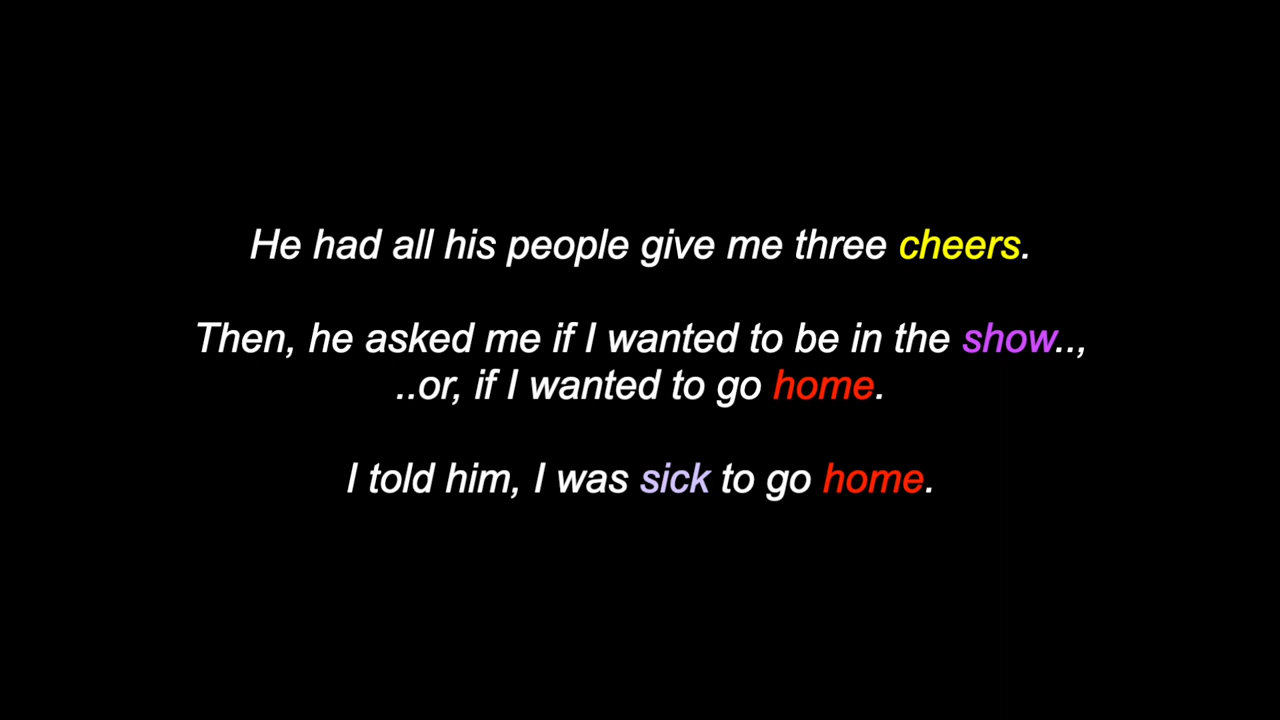 He had all his people give me three cheers.
Then, he asked me if I wanted to be in the show..,
..or, if I wanted to go home.
I told him, I was sick to go home.